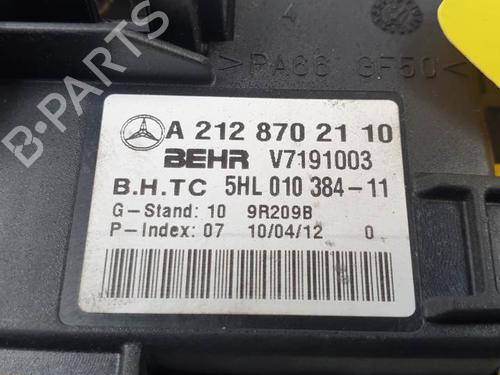 4
>PA66 GF50<
A 212 870 21 10
BEHR V7191003
B.H.TC 5HL 010 384-11
G-Stand: 10 9R209B
P-Index: 07 10/04/12 0
B-PARTS